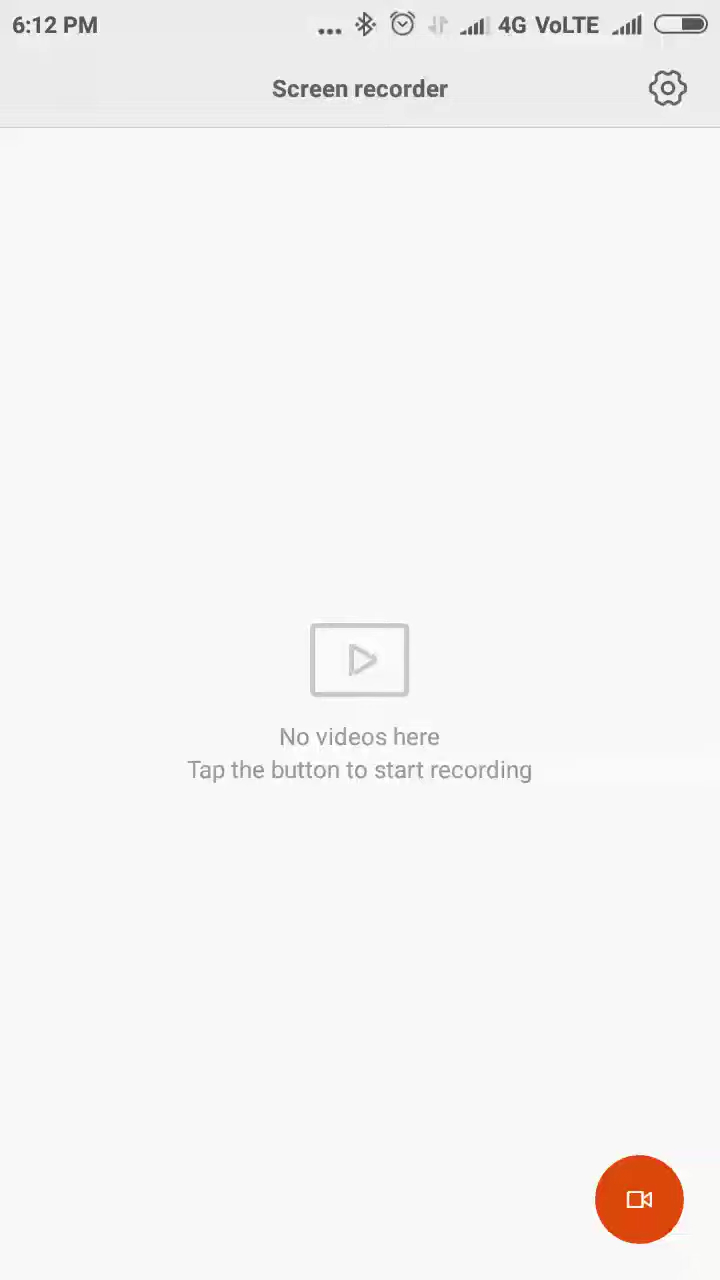 6:12 PM ... 4G VoLTE
Screen recorder
No videos here
Tap the button to start recording